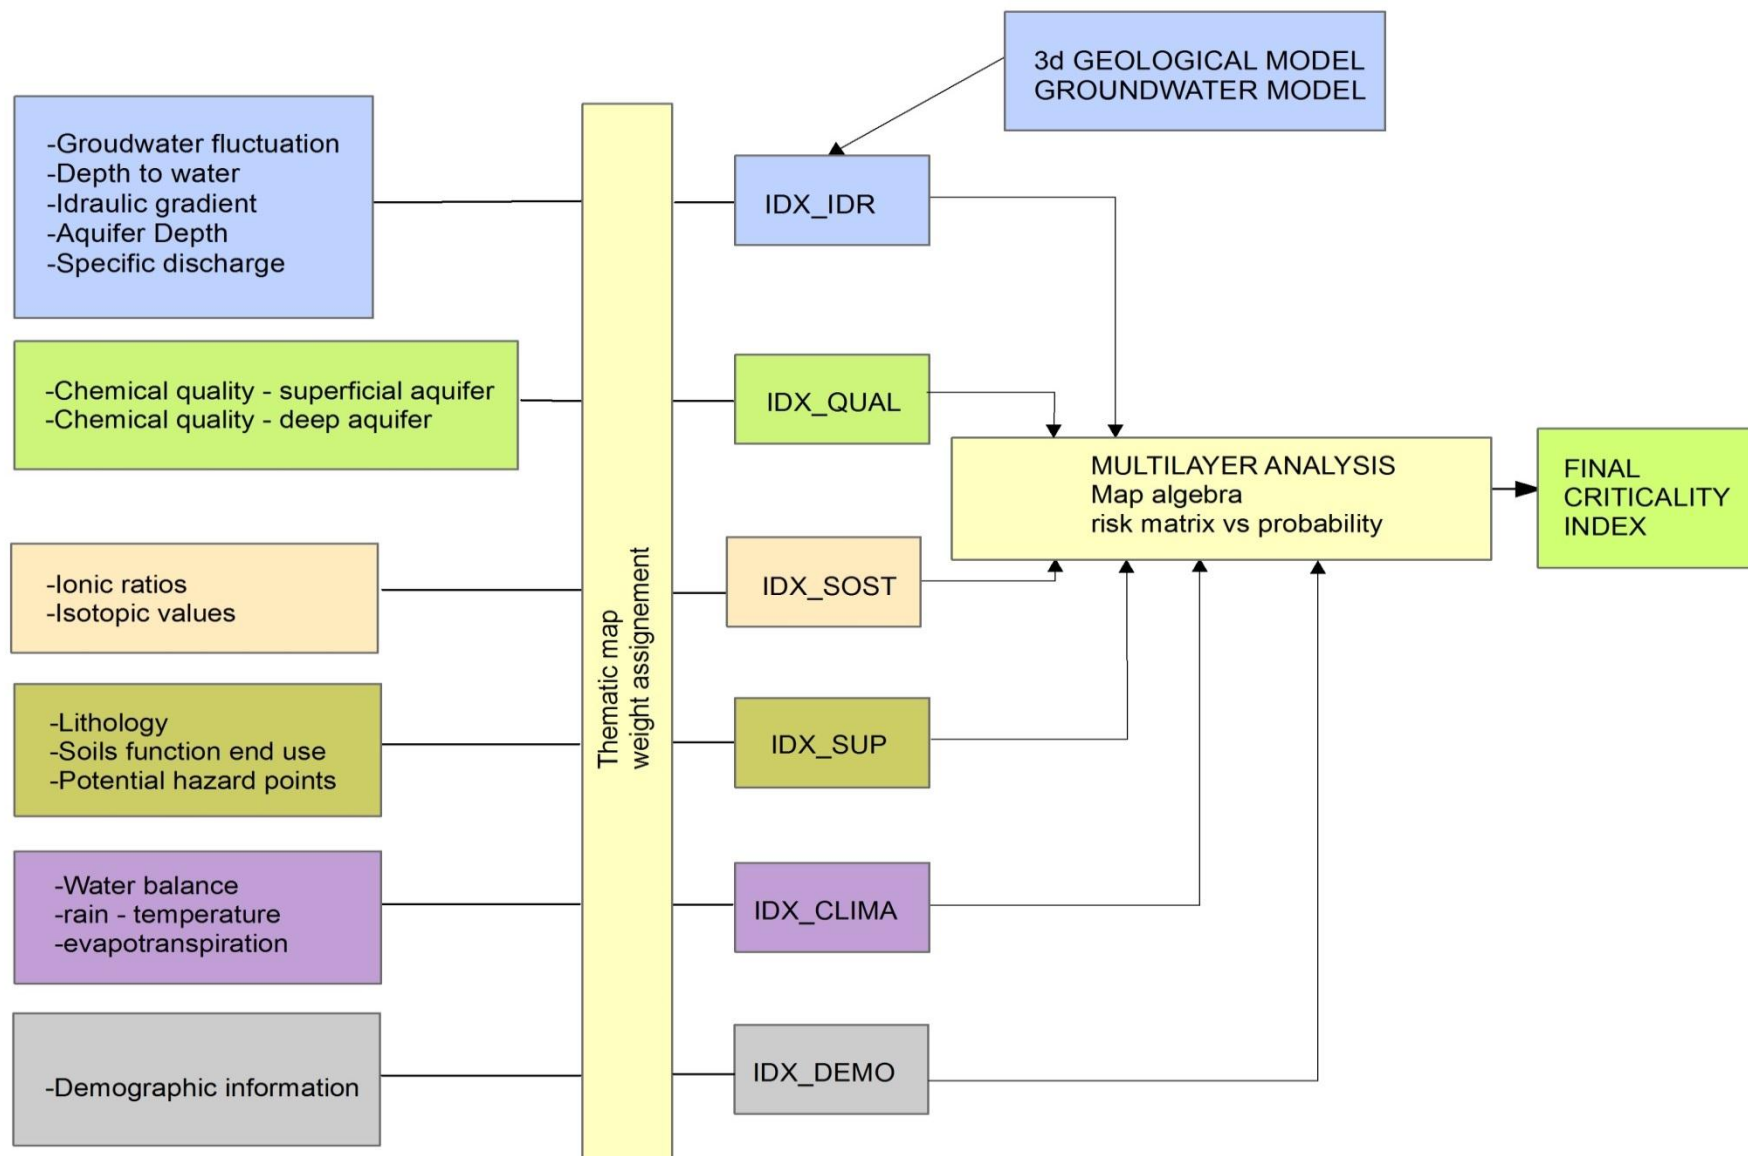 3d GEOLOGICAL MODEL
GROUNDWATER MODEL
-Groudwater fluctuation
-Depth to water
-Idraulic gradient
-Aquifer Depth
-Specific discharge
IDX_IDR
-Chemical quality - superficial aquifer
-Chemical quality - deep aquifer
IDX_QUAL
MULTILAYER ANALYSIS
Map algebra
risk matrix vs probability
FINAL
CRITICALITY
INDEX
Thematic map
weight assignement
-Ionic ratios
-Isotopic values
IDX_SOST
-Lithology
-Soils function end use
-Potential hazard points
IDX_SUP
-Water balance
-rain - temperature
-evapotranspiration
IDX_CLIMA
-Demographic information
IDX_DEMO